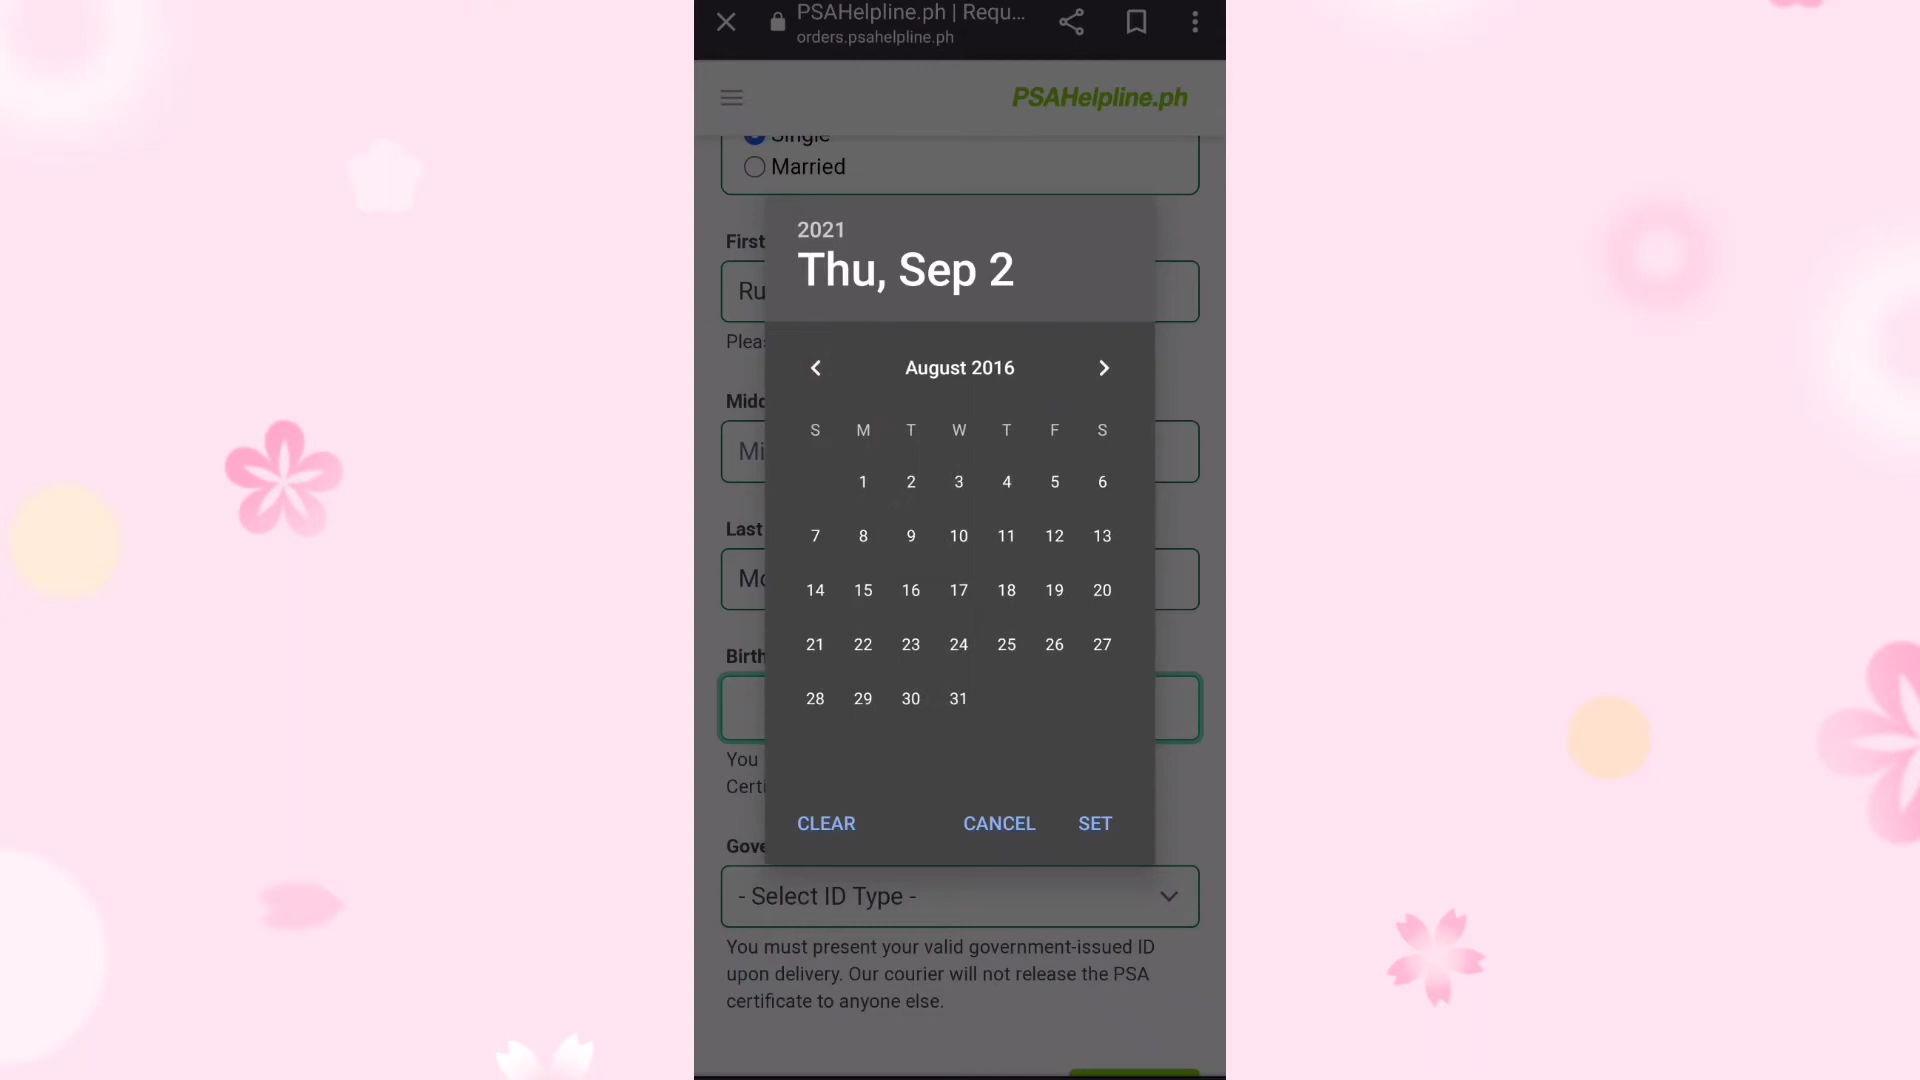 PSAHelpline.ph | Requ...
orders.psahelpline.ph
PSAHelpline.ph
Single
Married
2021
Thu, Sep 2
First
Ru
Plea
August 2016
Midd
S M T W T F S
Mi
1 2 3 4 5 6
Last
7 8 9 10 11 12 13
Mo
14 15 16 17 18 19 20
Birth
21 22 23 24 25 26 27
28 29 30 31
You
Certi
CLEAR CANCEL SET
Gove
- Select ID Type -
You must present your valid government-issued ID
upon delivery. Our courier will not release the PSA
certificate to anyone else.